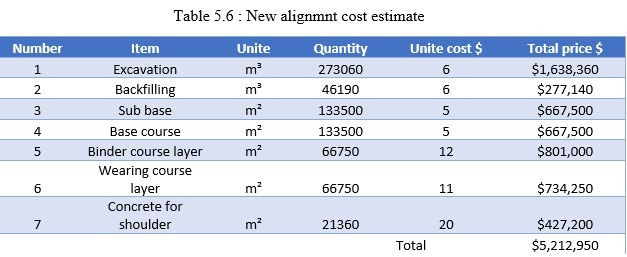 Table 5.6 : New alignmnt cost estimate
Number Item Unite Quantity Unite cost $ Total price $
1 Excavation m³ 273060 6 $1,638,360
2 Backfilling m³ 46190 6 $277,140
3 Sub base m² 133500 5 $667,500
4 Base course m² 133500 5 $667,500
5 Binder course layer m² 66750 12 $801,000
Wearing course
6 layer m² 66750 11 $734,250
Concrete for
7 shoulder m² 21360 20 $427,200
Total $5,212,950